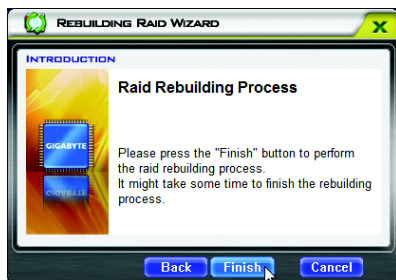 REBUILDING RAID WIZARD
X
INTRODUCTION
Raid Rebuilding Process
GIGABYTE
Please press the "Finish" button to perform
the raid rebuilding process.
It might take some time to finish the rebuilding
process.
Back Finish Cancel